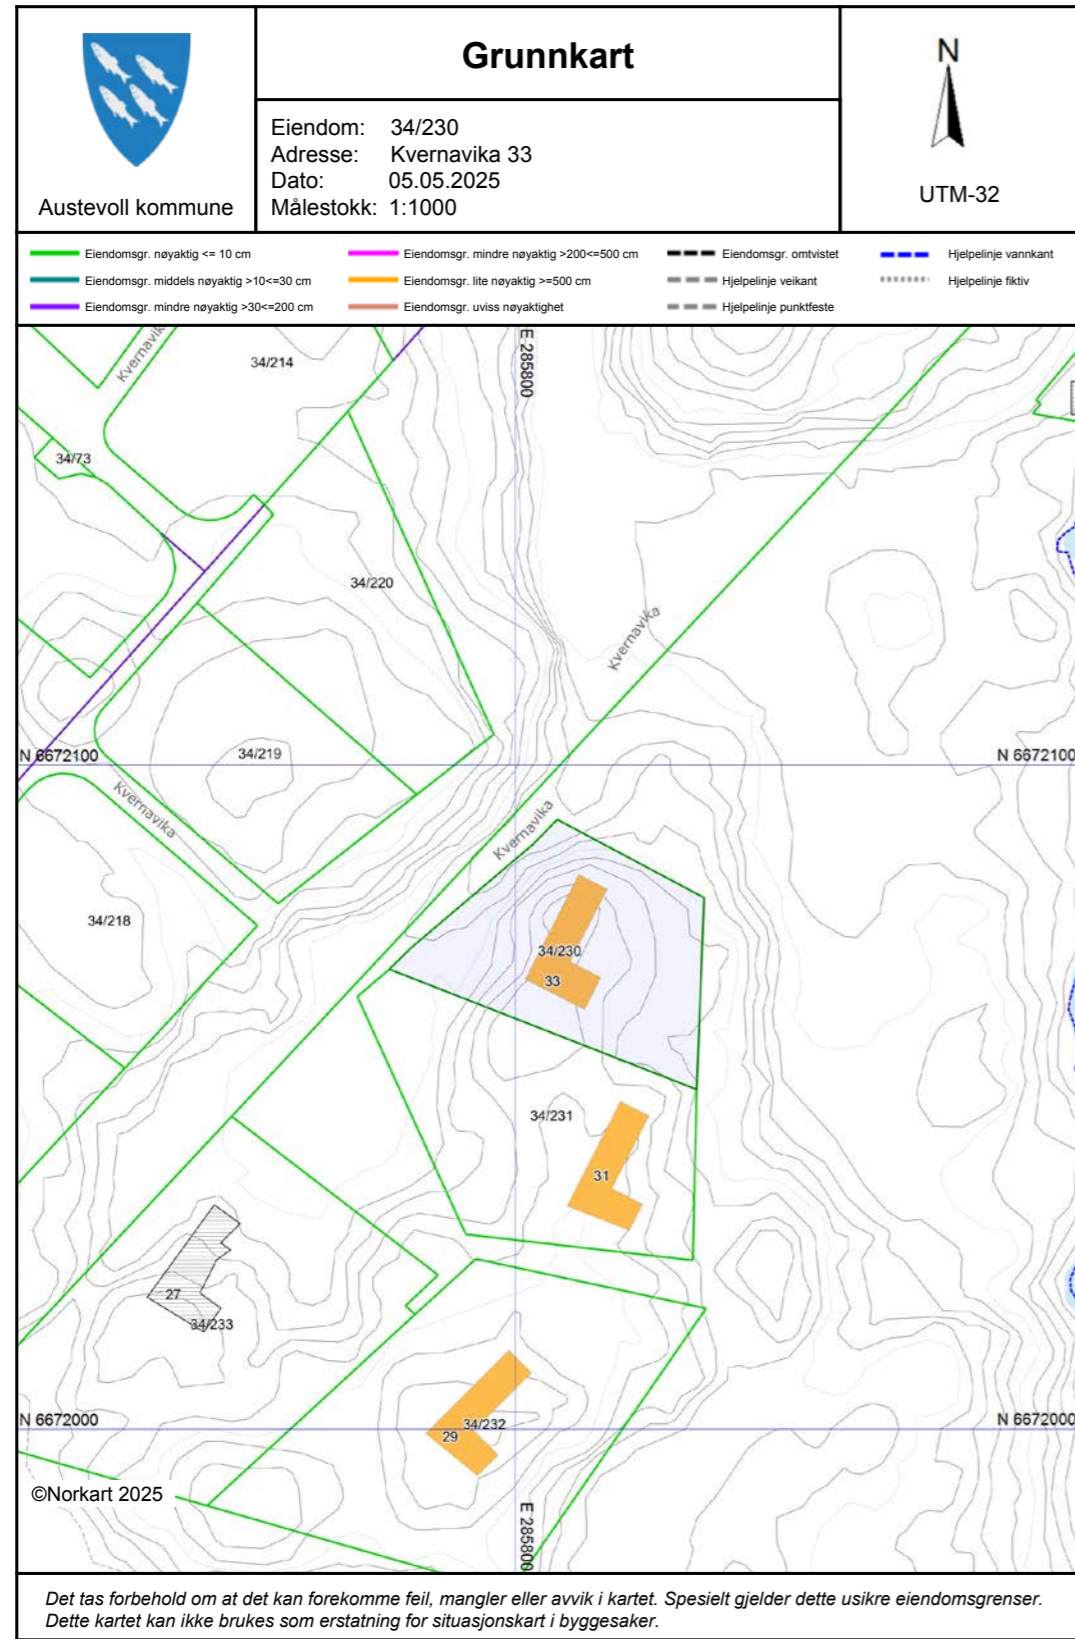 Grunnkart
Eiendom: 34/230
Adresse: Kvernavika 33
Dato: 05.05.2025
Målestokk: 1:1000
Austevoll kommune
N
UTM-32
Eiendomsgr. nøyaktig <= 10 cm
Eiendomsgr. middels nøyaktig >10<=30 cm
Eiendomsgr. mindre nøyaktig >30<=200 cm
Eiendomsgr. mindre nøyaktig >200<=500 cm
Eiendomsgr. lite nøyaktig >=500 cm
Eiendomsgr. uviss nøyaktighet
Eiendomsgr. omtvistet
Hjelpelinje veikant
Hjelpelinje punktfeste
Hjelpelinje vannkant
Hjelpelinje fiktiv
Kvernavik
34/214
E 285800
34/73
34/220
Kvernavika
N 6672100
34/219
N 6672100
Kvernavika
Kvernavika
34/218
34/230
33
34/231
31
27
34/233
N 6672000
34/232
29
N 6672000
©Norkart 2025
E 285800
Det tas forbehold om at det kan forekomme feil, mangler eller avvik i kartet. Spesielt gjelder dette usikre eiendomsgrenser.
Dette kartet kan ikke brukes som erstatning for situasjonskart i byggesaker.